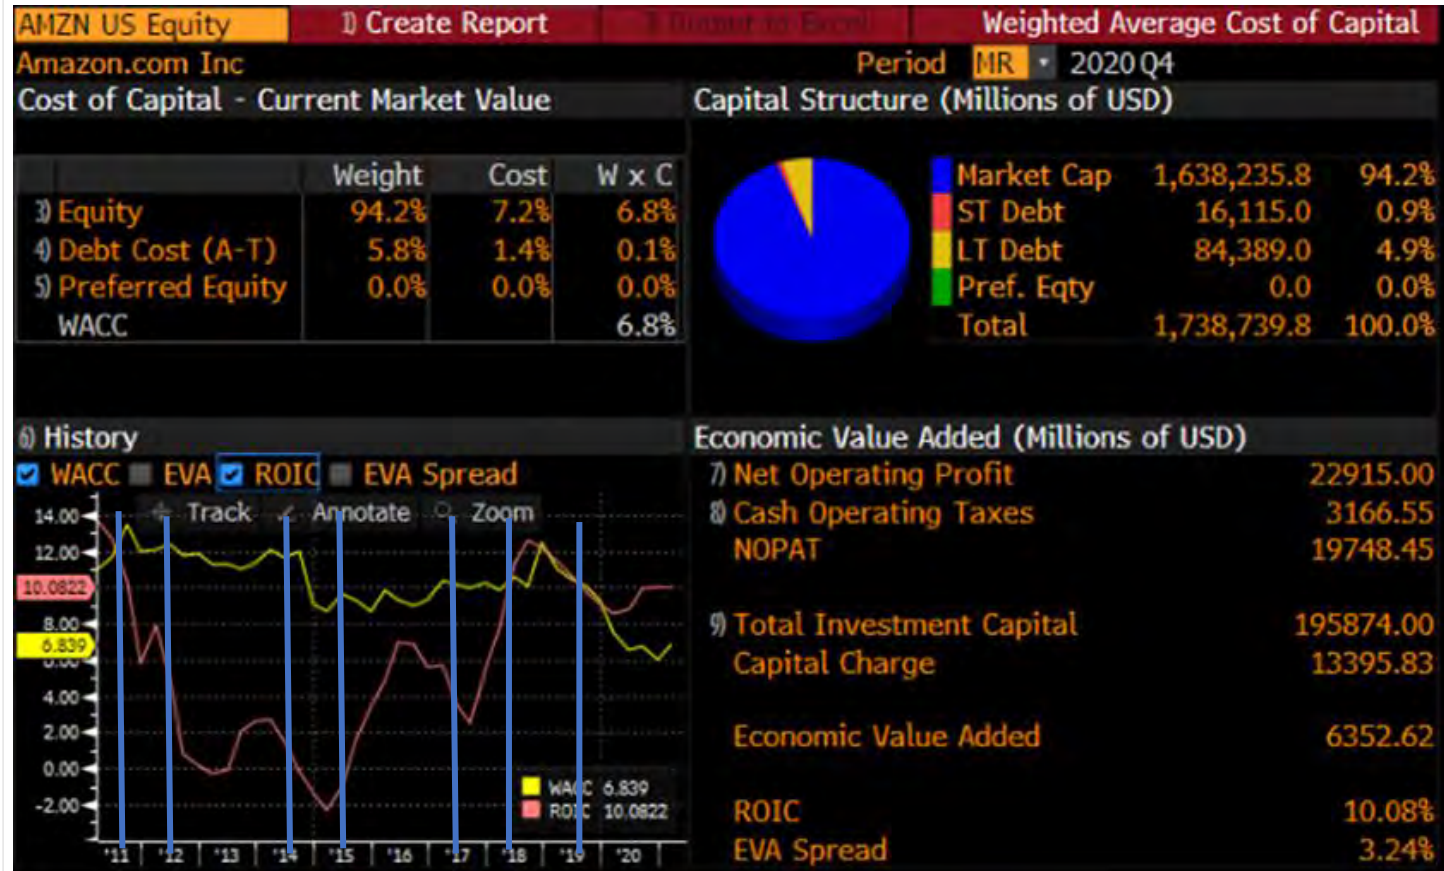 AMZN US Equity 1) Create Report Output to Excel Weighted Average Cost of Capital
Amazon.com Inc Period MR 2020 Q4
Cost of Capital - Current Market Value
Weight Cost W x C
3) Equity 94.2% 7.2% 6.8%
4) Debt Cost (A-T) 5.8% 1.4% 0.1%
5) Preferred Equity 0.0% 0.0% 0.0%
WACC 6.8%
Capital Structure (Millions of USD)
Market Cap 1,638,235.8 94.2%
ST Debt 16,115.0 0.9%
LT Debt 84,389.0 4.9%
Pref. Eqty 0.0 0.0%
Total 1,738,739.8 100.0%
6) History
WACC EVA ROIC EVA Spread
Track Annotate Zoom
14.00
12.00
10.0822
8.00
6.839
4.00
2.00
0.00
-2.00
WACC 6.839
ROIC 10.0822
'11 '12 '13 '14 '15 '16 '17 '18 '19 '20
Economic Value Added (Millions of USD)
7) Net Operating Profit 22915.00
8) Cash Operating Taxes 3166.55
NOPAT 19748.45
9) Total Investment Capital 195874.00
Capital Charge 13395.83
Economic Value Added 6352.62
ROIC 10.08%
EVA Spread 3.24%